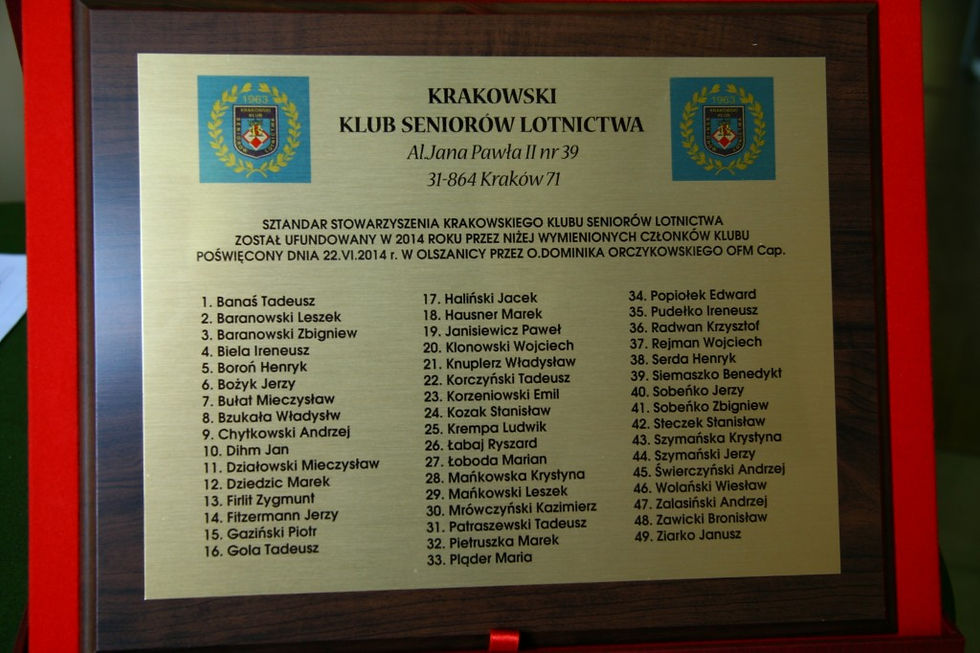 1963
KRAKOWSKI
KLUB
1963
KRAKOWSKI
KLUB
KRAKOWSKI
KLUB SENIORÓW LOTNICTWA
Al.Jana Pawła II nr 39
31-864 Kraków 71
SZTANDAR STOWARZYSZENIA KRAKOWSKIEGO KLUBU SENIORÓW LOTNICTWA
ZOSTAŁ UFUNDOWANY W 2014 ROKU PRZEZ NIŻEJ WYMIENIONYCH CZŁONKÓW KLUBU
POŚWIĘCONY DNIA 22.VI.2014 r. W OLSZANICY PRZEZ O.DOMINIKA ORCZYKOWSKIEGO OFM Cap.
1. Banaś Tadeusz
2. Baranowski Leszek
3. Baranowski Zbigniew
4. Biela Ireneusz
5. Boroń Henryk
6. Bożyk Jerzy
7. Bułat Mieczysław
8. Bzukała Władysłw
9. Chytkowski Andrzej
10. Dihm Jan
11. Działowski Mieczysław
12. Dziedzic Marek
13. Firlit Zygmunt
14. Fitzermann Jerzy
15. Gaziński Piotr
16. Gola Tadeusz
17. Haliński Jacek
18. Hausner Marek
19. Janisiewicz Paweł
20. Klonowski Wojciech
21. Knuplerz Władysław
22. Korczyński Tadeusz
23. Korzeniowski Emil
24. Kozak Stanisław
25. Krempa Ludwik
26. Łabaj Ryszard
27. Łoboda Marian
28. Mańkowska Krystyna
29. Mańkowski Leszek
30. Mrówczyński Kazimierz
31. Patraszewski Tadeusz
32. Pietruszka Marek
33. Pląder Maria
34. Popiołek Edward
35. Pudełko Ireneusz
36. Radwan Krzysztof
37. Rejman Wojciech
38. Serda Henryk
39. Siemaszko Benedykt
40. Sobeńko Jerzy
41. Sobeńko Zbigniew
42. Steczek Stanisław
43. Szymańska Krystyna
44. Szymański Jerzy
45. Świerczyński Andrzej
46. Wolański Wiesław
47. Zalasiński Andrzej
48. Zawicki Bronisław
49. Ziarko Janusz